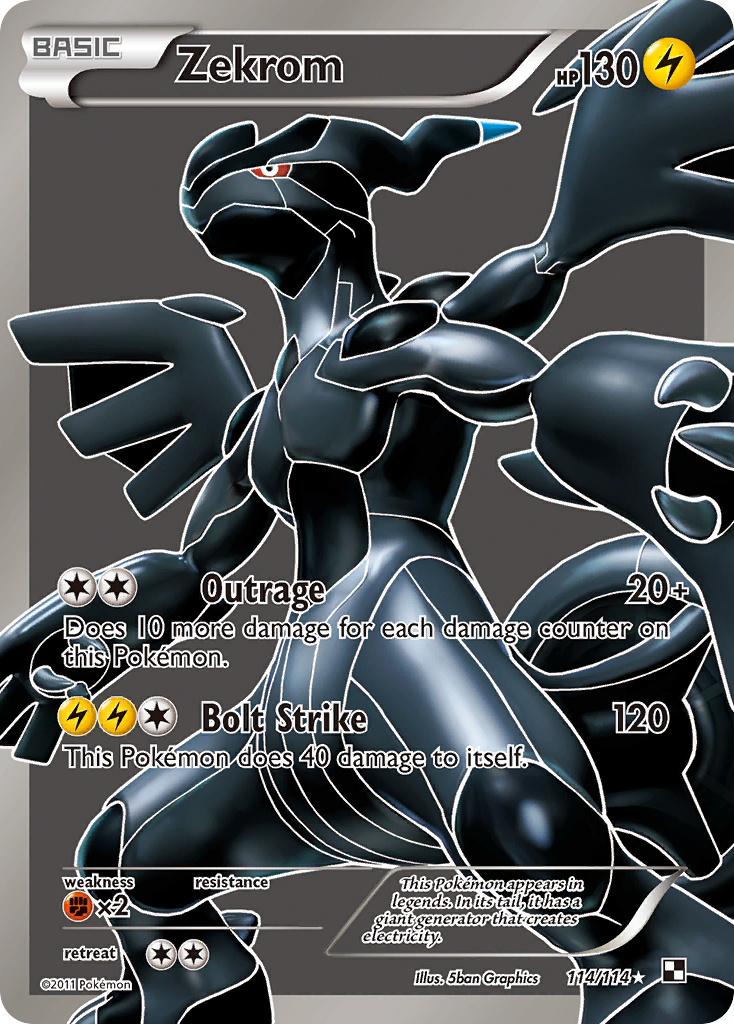 BASIC Zekrom HP130
Outrage 20+
Does 10 more damage for each damage counter on
this Pokémon.
Bolt Strike 120
This Pokémon does 40 damage to itself.
weakness resistance
×2
This Pokémon appears in
legends. In its tail, it has a
giant generator that creates
electricity.
retreat
©2011 Pokémon Illus. 5ban Graphics 114/114★